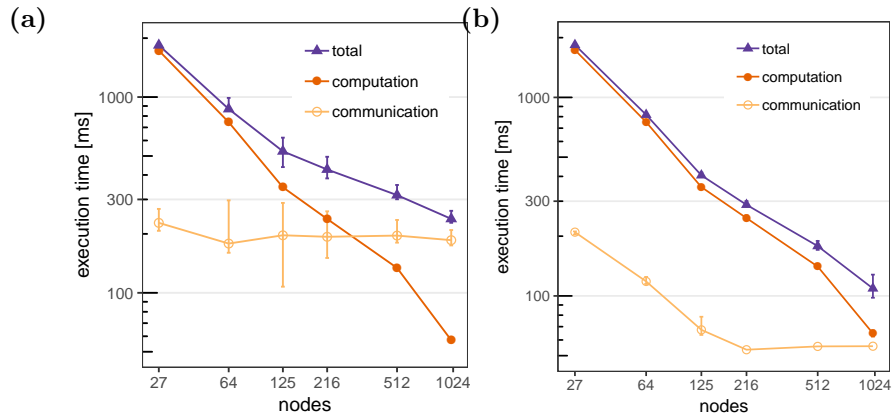 (a)
execution time [ms]
1000
300
100
total
computation
communication
27 64 125 216 512 1024
nodes
(b)
execution time [ms]
1000
300
100
total
computation
communication
27 64 125 216 512 1024
nodes